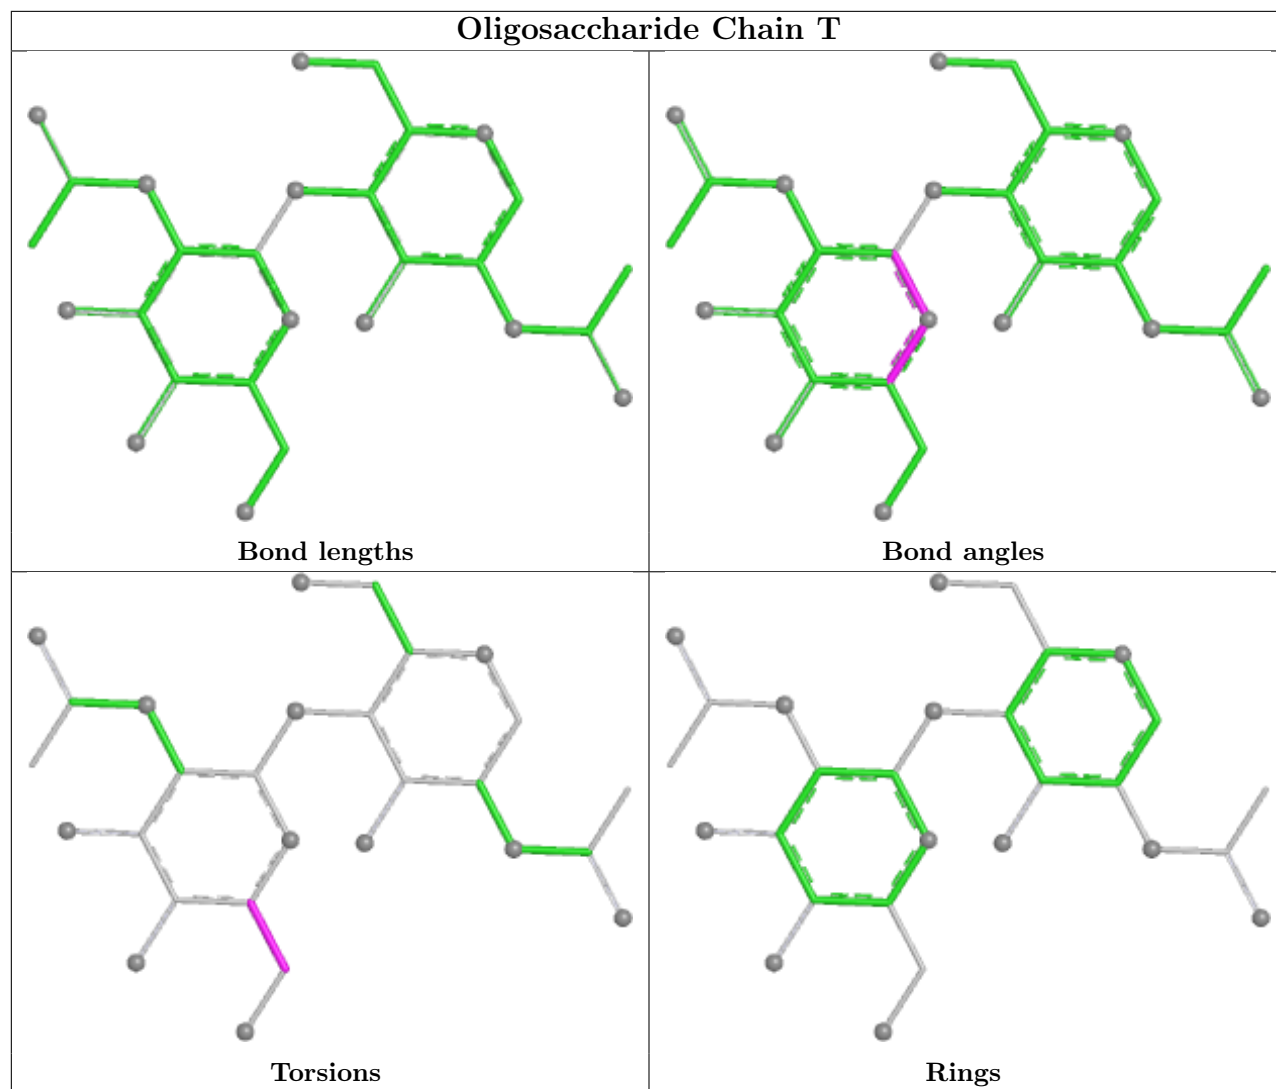 Oligosaccharide Chain T
Bond lengths
Bond angles
Torsions
Rings